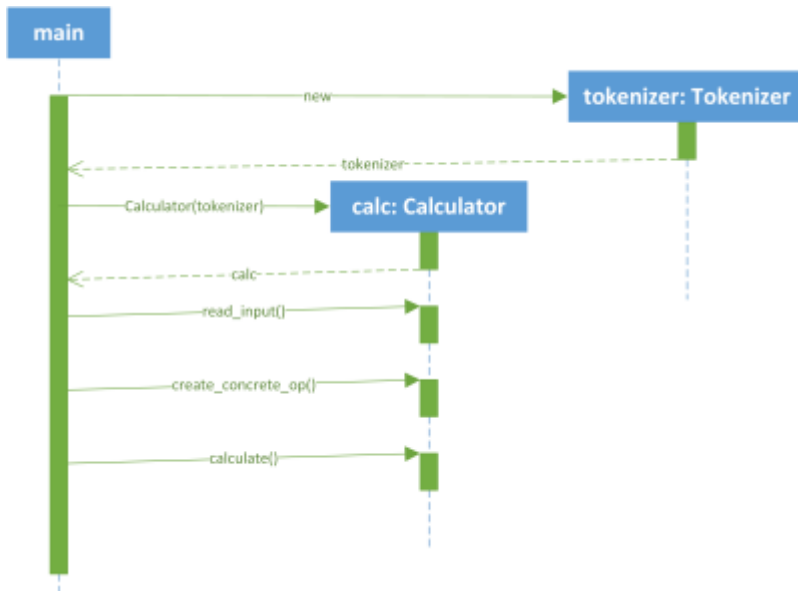 main
new
tokenizer: Tokenizer
tokenizer
Calculator(tokenizer)
calc: Calculator
calc
read_input()
create_concrete_op()
calculate()